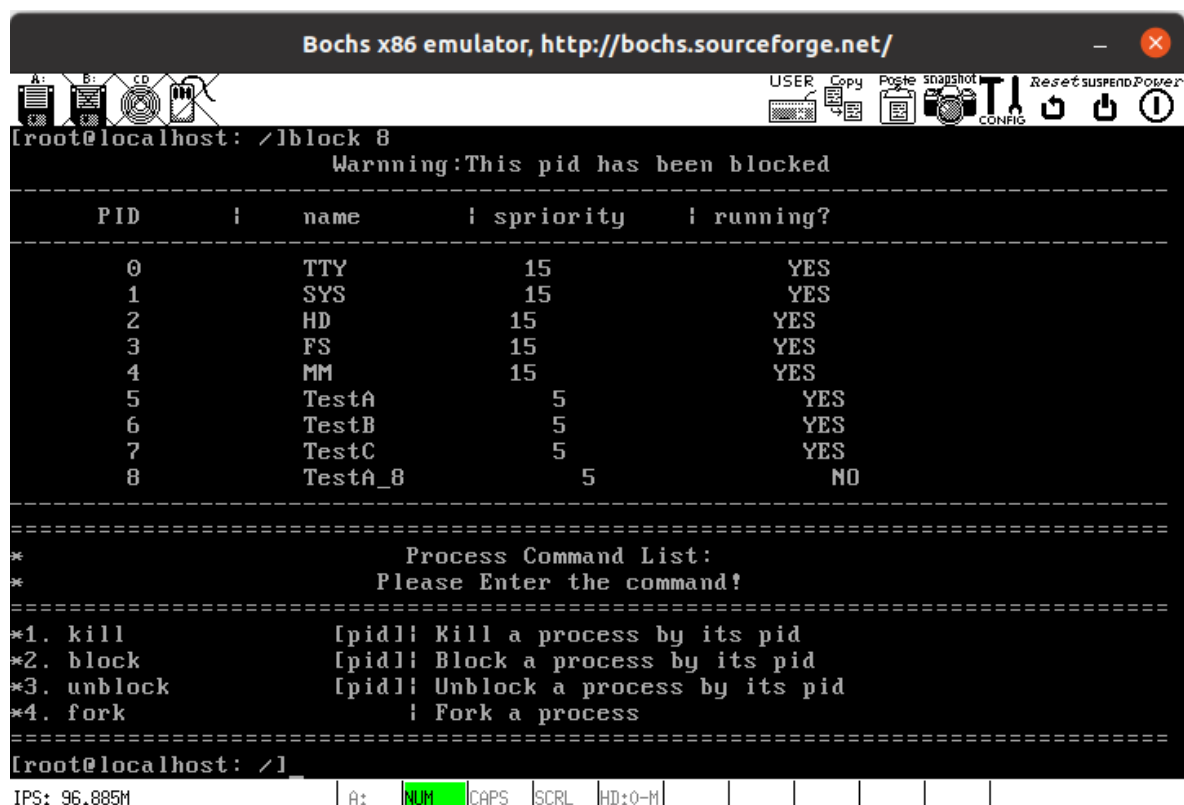 Bochs x86 emulator, http://bochs.sourceforge.net/
A: B: CD USER Copy Paste snapshot CONFIG Reset SUSPEND Power
[root@localhost: /]block 8
Warnning:This pid has been blocked
--------------------------------------------------------------------------------
PID | name | spriority | running?
--------------------------------------------------------------------------------
0 TTY 15 YES
1 SYS 15 YES
2 HD 15 YES
3 FS 15 YES
4 MM 15 YES
5 TestA 5 YES
6 TestB 5 YES
7 TestC 5 YES
8 TestA_8 5 NO
--------------------------------------------------------------------------------
================================================================================
* Process Command List:
* Please Enter the command!
================================================================================
*1. kill [pid]| Kill a process by its pid
*2. block [pid]| Block a process by its pid
*3. unblock [pid]| Unblock a process by its pid
*4. fork | Fork a process
================================================================================
[root@localhost: /]_
IPS: 96.885M A: NUM CAPS SCRL HD:0-M